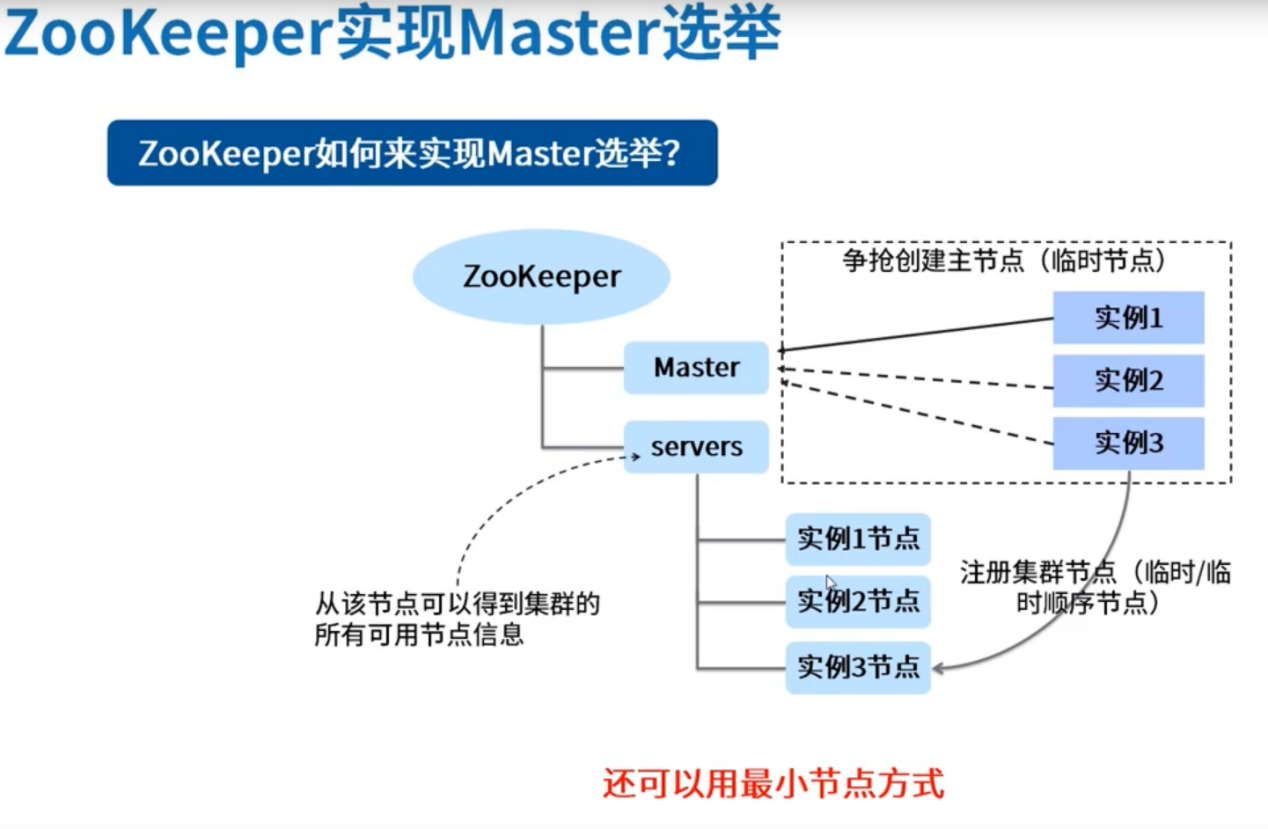 ZooKeeper实现Master选举
ZooKeeper如何来实现Master选举？
ZooKeeper
争抢创建主节点（临时节点）
实例1
Master
实例2
实例3
servers
实例1节点
注册集群节点（临时/临
时顺序节点）
从该节点可以得到集群的
所有可用节点信息
实例2节点
实例3节点
还可以用最小节点方式